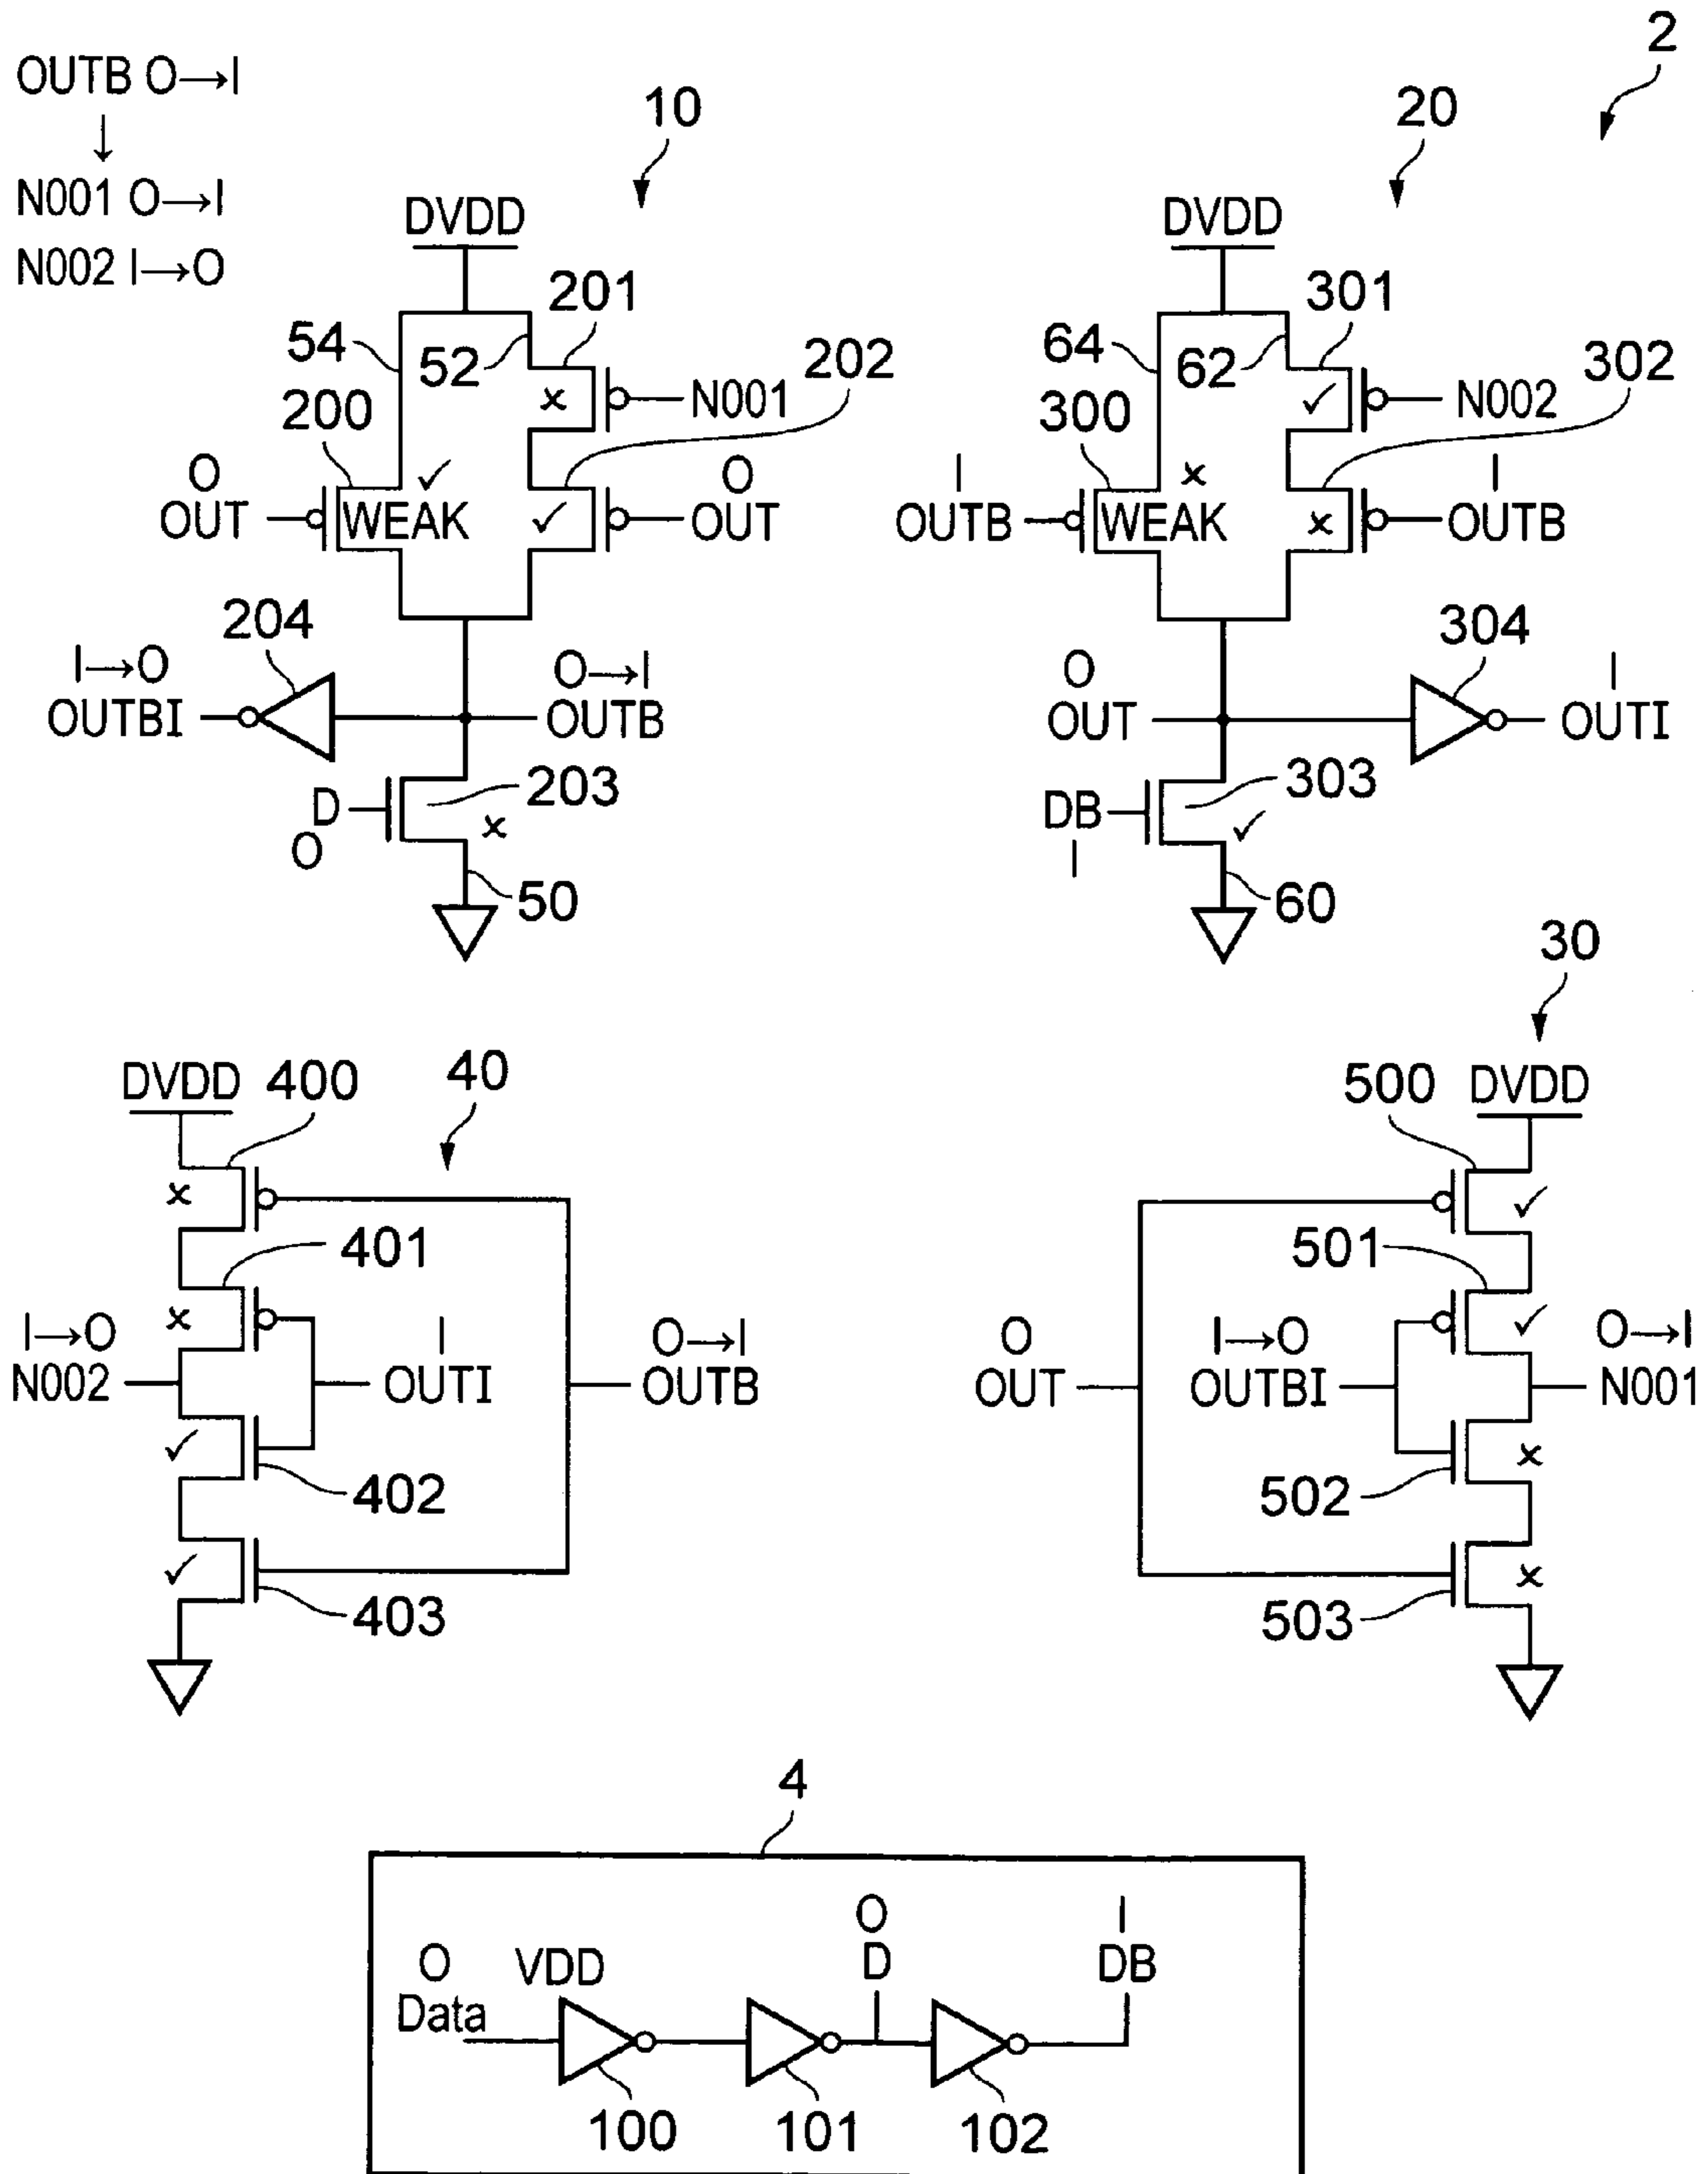 2
OUTB O→I
↓
N001 O→I
N002 I→O
10
20
DVDD
DVDD
201
301
54
52
202
64
62
302
200
✓
x
N001
300
x
✓
N002
O
OUT
WEAK
✓
O
OUT
I
OUTB
WEAK
x
I
OUTB
204
304
I→O
OUTBI
O→I
OUTB
O
OUT
I
OUTI
D
O
203
x
DB
I
303
✓
50
60
30
DVDD
400
40
500
DVDD
x
✓
401
501
x
✓
I→O
N002
I
OUTI
O→I
OUTB
O
OUT
I→O
OUTBI
O→I
N001
✓
x
402
502
✓
x
403
503
4
O
Data
VDD
O
D
I
DB
100
101
102